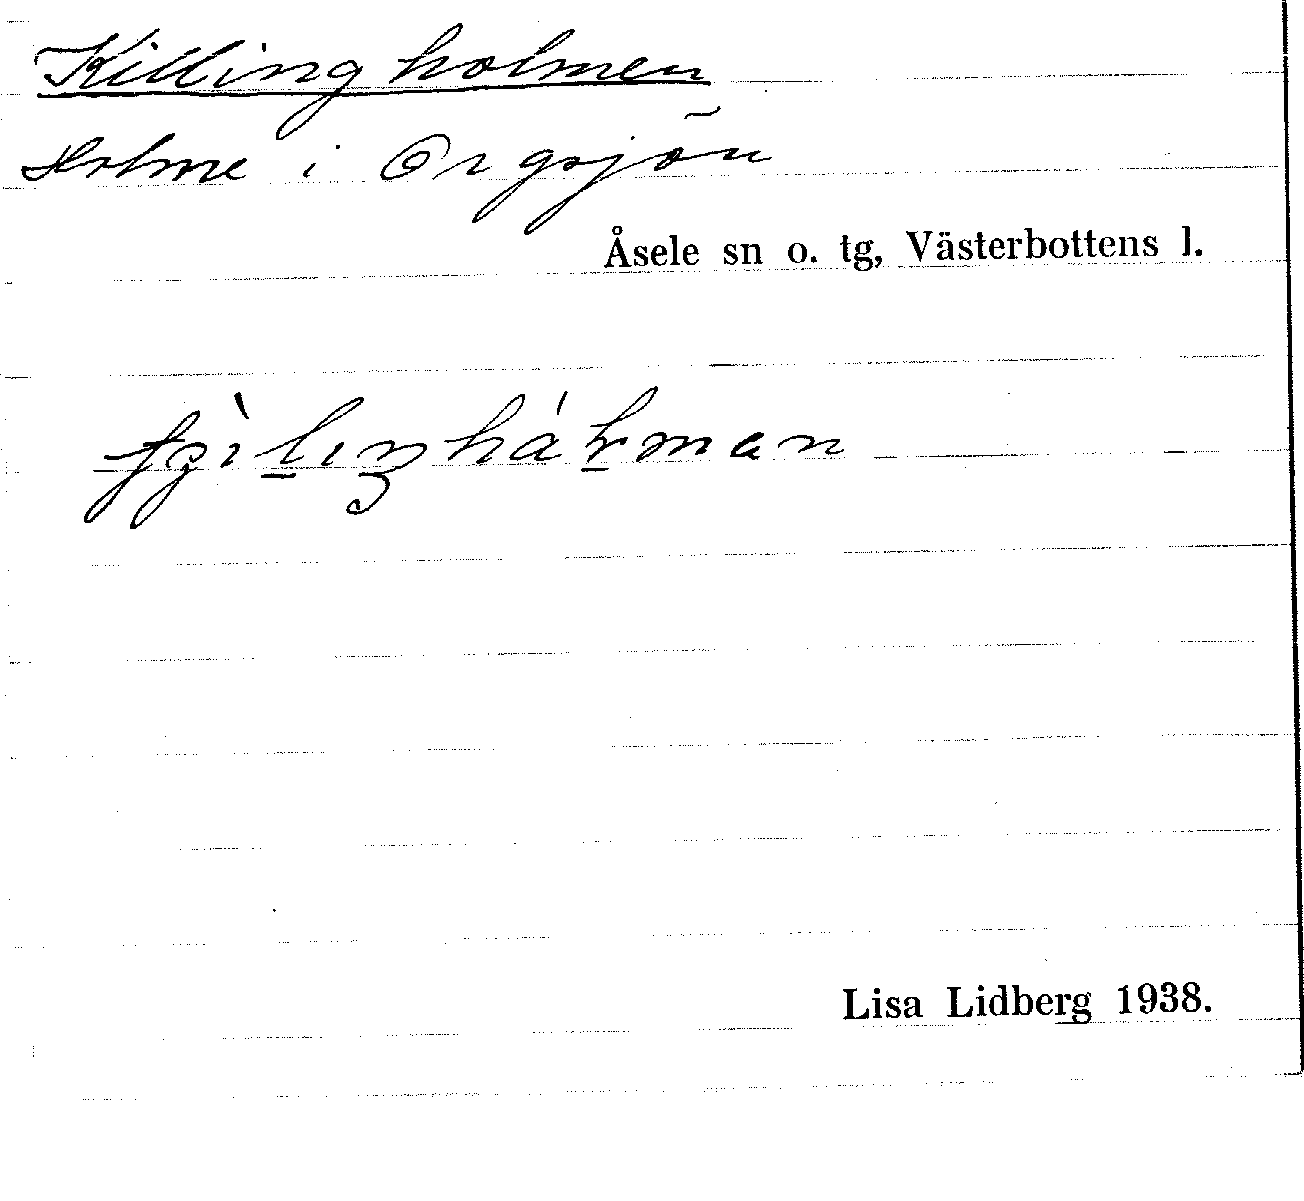 Killingholmen
Holme i Orgsjön
Åsele sn o. tg, Västerbottens l.
Lisa Lidberg 1938.